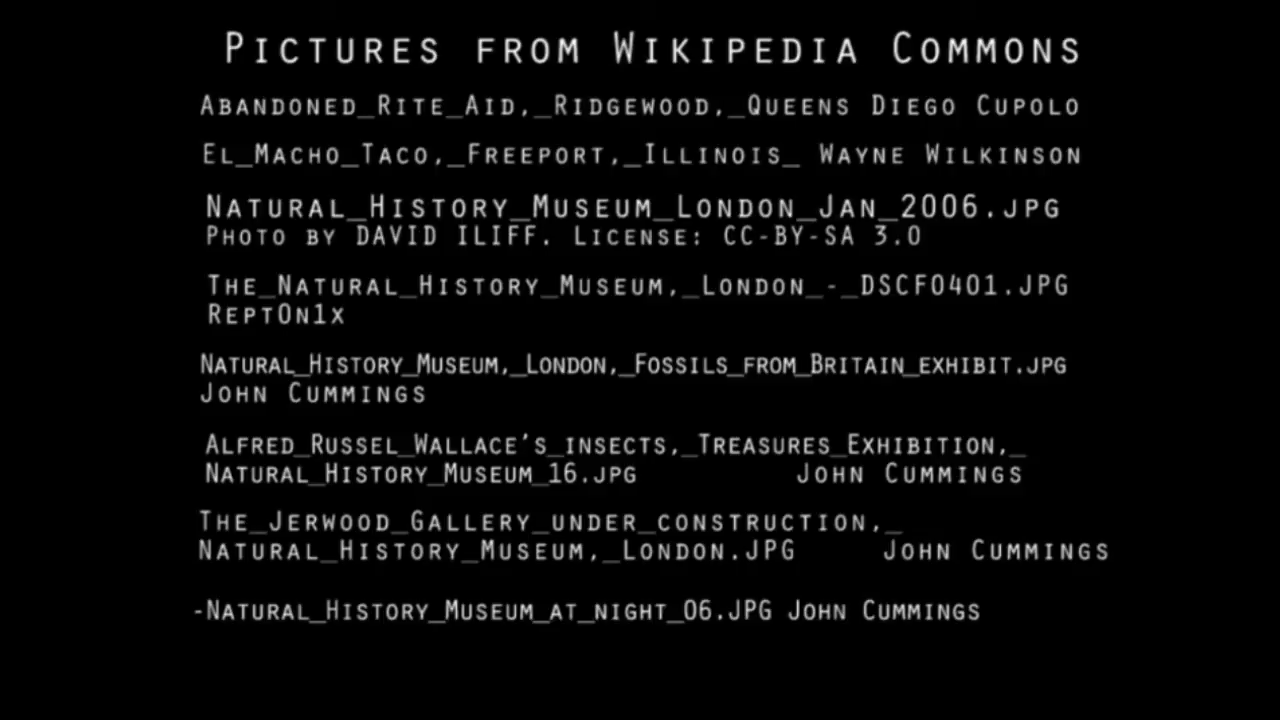 Pictures from Wikipedia Commons
Abandoned_Rite_Aid,_Ridgewood,_Queens Diego Cupolo
El_Macho_Taco,_Freeport,_Illinois_ Wayne Wilkinson
Natural_History_Museum_London_Jan_2006.jpg
Photo by DAVID ILIFF. License: CC-BY-SA 3.0
The_Natural_History_Museum,_London_-_DSCF0401.JPG
ReptOn1x
Natural_History_Museum,_London,_Fossils_from_Britain_exhibit.jpg
John Cummings
Alfred_Russel_Wallace's_insects,_Treasures_Exhibition,_
Natural_History_Museum_16.jpg John Cummings
The_Jerwood_Gallery_under_construction,_
Natural_History_Museum,_London.JPG John Cummings
-Natural_History_Museum_at_night_06.JPG John Cummings